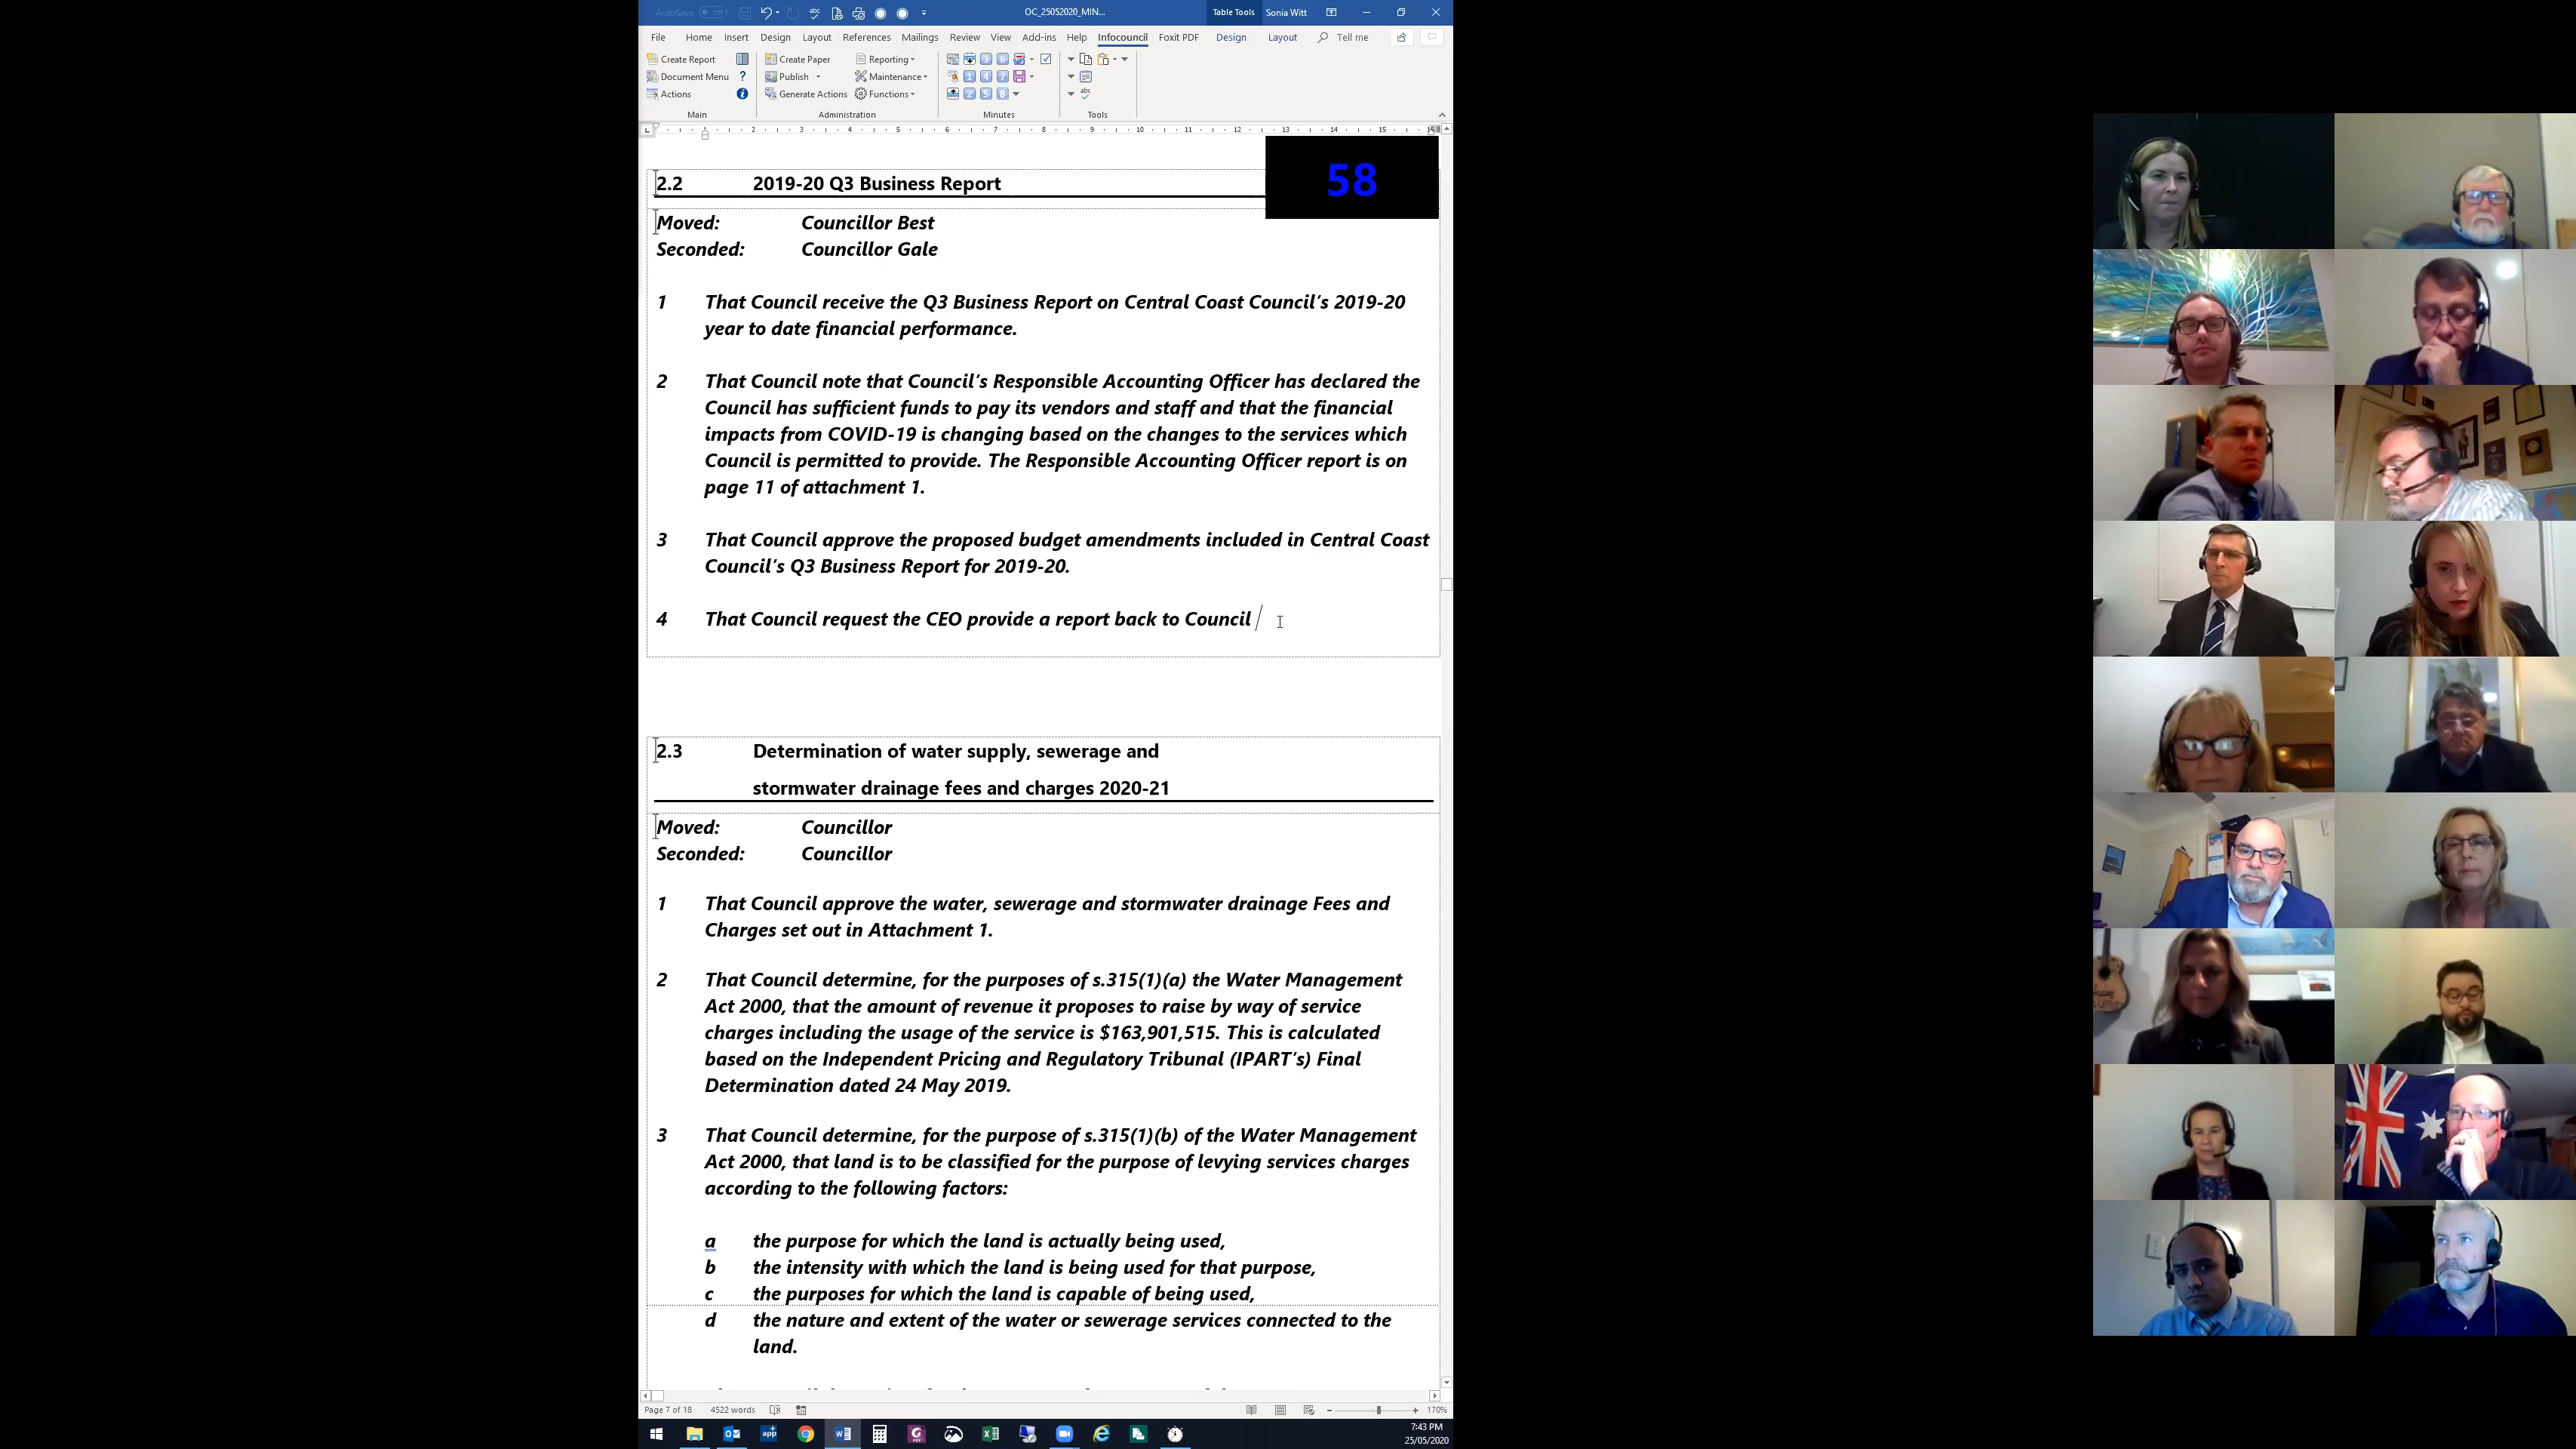 AutoSave Off
OC_25052020_MIN...
Table Tools
Sonia Witt
File Home Insert Design Layout References Mailings Review View Add-ins Help Infocouncil Foxit PDF Design Layout Tell me
Create Report
Document Menu
Actions
Create Paper
Publish
Generate Actions
Reporting
Maintenance
Functions
Main Administration Minutes Tools
58
2.2 2019-20 Q3 Business Report
Moved: Councillor Best
Seconded: Councillor Gale
1 That Council receive the Q3 Business Report on Central Coast Council's 2019-20
year to date financial performance.
2 That Council note that Council's Responsible Accounting Officer has declared the
Council has sufficient funds to pay its vendors and staff and that the financial
impacts from COVID-19 is changing based on the changes to the services which
Council is permitted to provide. The Responsible Accounting Officer report is on
page 11 of attachment 1.
3 That Council approve the proposed budget amendments included in Central Coast
Council's Q3 Business Report for 2019-20.
4 That Council request the CEO provide a report back to Council
2.3 Determination of water supply, sewerage and
stormwater drainage fees and charges 2020-21
Moved: Councillor
Seconded: Councillor
1 That Council approve the water, sewerage and stormwater drainage Fees and
Charges set out in Attachment 1.
2 That Council determine, for the purposes of s.315(1)(a) the Water Management
Act 2000, that the amount of revenue it proposes to raise by way of service
charges including the usage of the service is $163,901,515. This is calculated
based on the Independent Pricing and Regulatory Tribunal (IPART's) Final
Determination dated 24 May 2019.
3 That Council determine, for the purpose of s.315(1)(b) of the Water Management
Act 2000, that land is to be classified for the purpose of levying services charges
according to the following factors:
a the purpose for which the land is actually being used,
b the intensity with which the land is being used for that purpose,
c the purposes for which the land is capable of being used,
d the nature and extent of the water or sewerage services connected to the
land.
Page 7 of 18 4522 words
170%
7:43 PM
25/05/2020